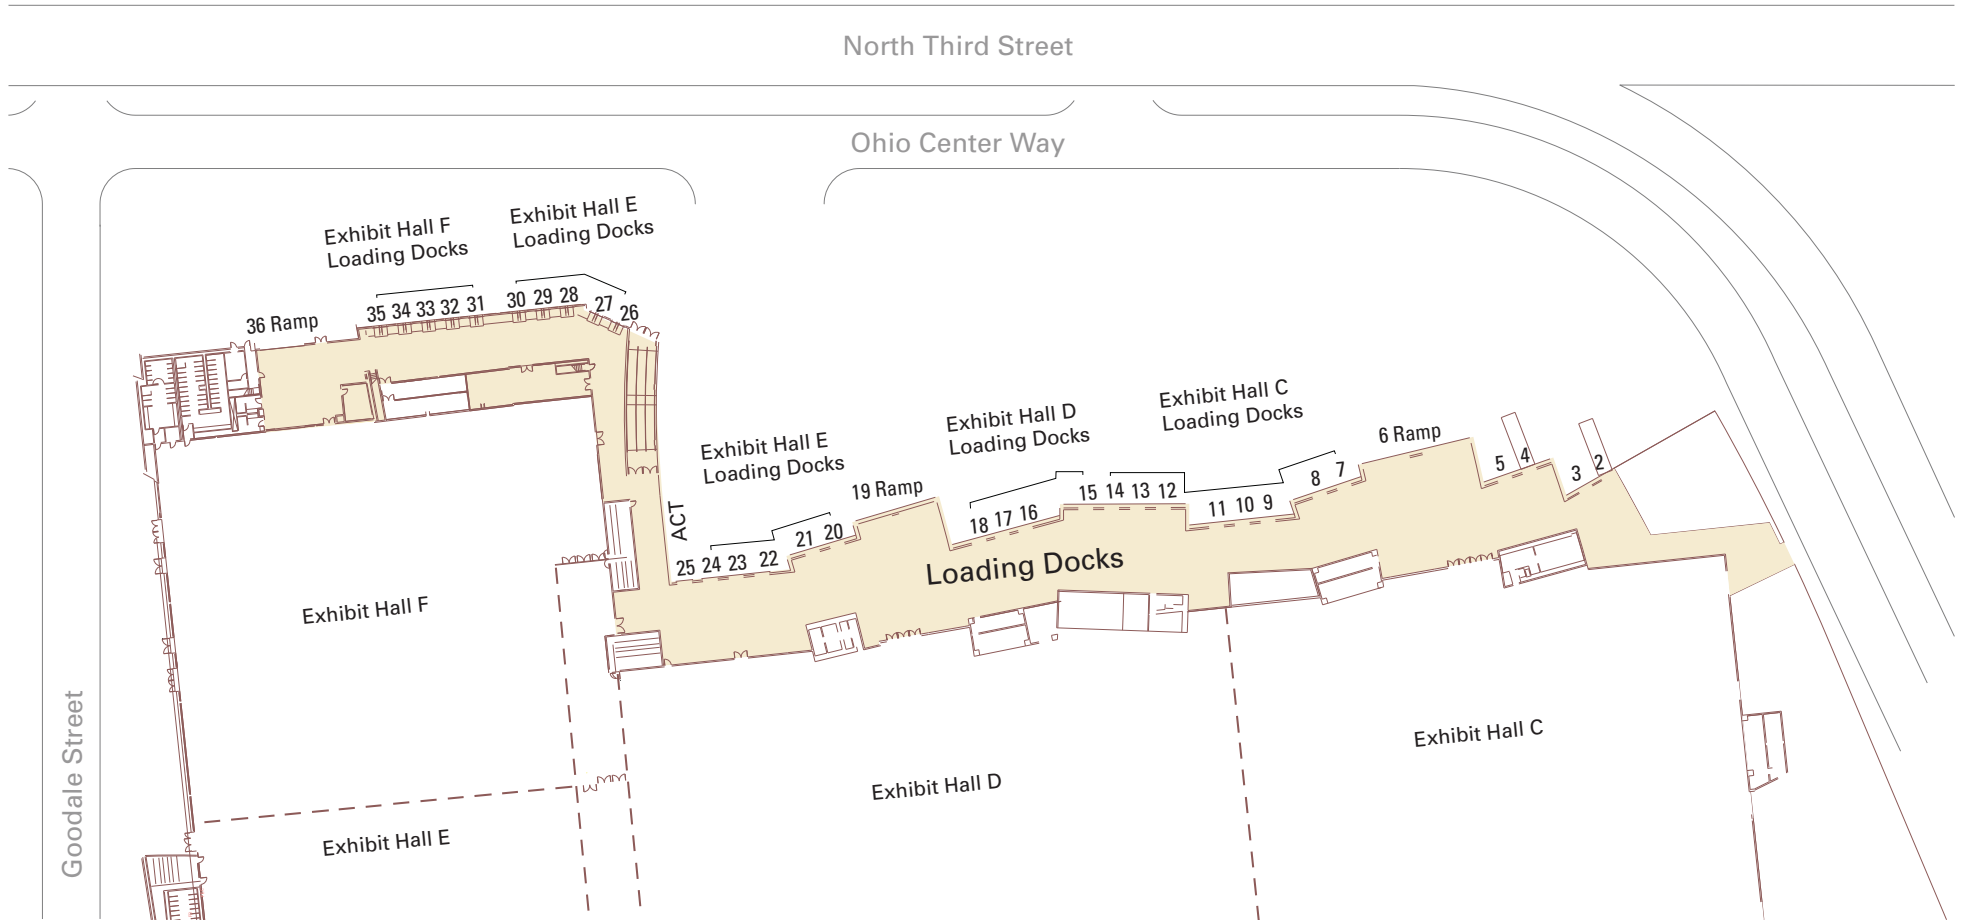 North Third Street
Ohio Center Way
Exhibit Hall F
Loading Docks
Exhibit Hall E
Loading Docks
36 Ramp
35 34 33 32 31
30 29 28 27 26
Exhibit Hall E
Loading Docks
ACT
25 24 23 22 21 20
19 Ramp
Exhibit Hall D
Loading Docks
18 17 16 15
Exhibit Hall C
Loading Docks
14 13 12 11 10 9 8 7
6 Ramp
5 4 3 2
Loading Docks
Exhibit Hall F
Exhibit Hall E
Exhibit Hall D
Exhibit Hall C
Goodale Street